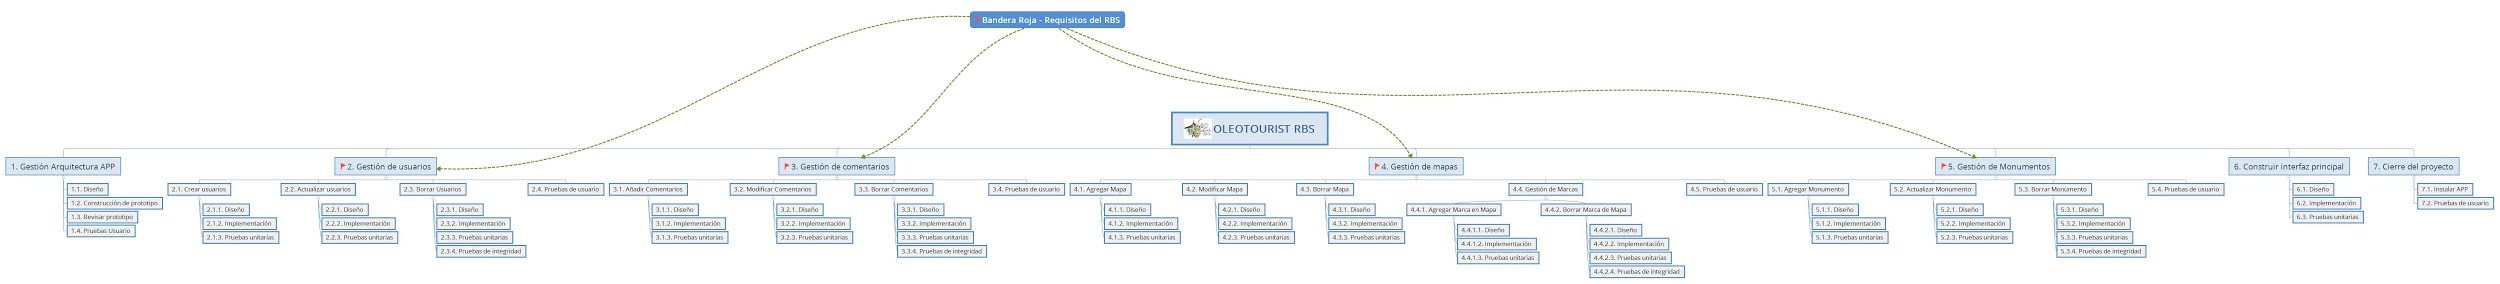 Bandera Roja - Requisitos del RBS
OLEOTOURIST RBS
1. Gestión Arquitectura APP
1.1. Diseño
1.2. Construcción de prototipo
1.3. Revisar prototipo
1.4. Pruebas Usuario
2. Gestión de usuarios
2.1. Crear usuarios
2.1.1. Diseño
2.1.2. Implementación
2.1.3. Pruebas unitarias
2.2. Actualizar usuarios
2.2.1. Diseño
2.2.2. Implementación
2.2.3. Pruebas unitarias
2.3. Borrar Usuarios
2.3.1. Diseño
2.3.2. Implementación
2.3.3. Pruebas unitarias
2.3.4. Pruebas de integridad
2.4. Pruebas de usuario
3. Gestión de comentarios
3.1. Añadir Comentarios
3.1.1. Diseño
3.1.2. Implementación
3.1.3. Pruebas unitarias
3.2. Modificar Comentarios
3.2.1. Diseño
3.2.2. Implementación
3.2.3. Pruebas unitarias
3.3. Borrar Comentarios
3.3.1. Diseño
3.3.2. Implementación
3.3.3. Pruebas unitarias
3.3.4. Pruebas de integridad
3.4. Pruebas de usuario
4. Gestión de mapas
4.1. Agregar Mapa
4.1.1. Diseño
4.1.2. Implementación
4.1.3. Pruebas unitarias
4.2. Modificar Mapa
4.2.1. Diseño
4.2.2. Implementación
4.2.3. Pruebas unitarias
4.3. Borrar Mapa
4.3.1. Diseño
4.3.2. Implementación
4.3.3. Pruebas unitarias
4.4. Gestión de Marcas
4.4.1. Agregar Marca en Mapa
4.4.1.1. Diseño
4.4.1.2. Implementación
4.4.1.3. Pruebas unitarias
4.4.2. Borrar Marca de Mapa
4.4.2.1. Diseño
4.4.2.2. Implementación
4.4.2.3. Pruebas unitarias
4.4.2.4. Pruebas de integridad
4.5. Pruebas de usuario
5. Gestión de Monumentos
5.1. Agregar Monumento
5.1.1. Diseño
5.1.2. Implementación
5.1.3. Pruebas unitarias
5.2. Actualizar Monumento
5.2.1. Diseño
5.2.2. Implementación
5.2.3. Pruebas unitarias
5.3. Borrar Monumento
5.3.1. Diseño
5.3.2. Implementación
5.3.3. Pruebas unitarias
5.3.4. Pruebas de integridad
5.4. Pruebas de usuario
6. Construir interfaz principal
6.1. Diseño
6.2. Implementación
6.3. Pruebas unitarias
7. Cierre del proyecto
7.1. Instalar APP
7.2. Pruebas de usuario